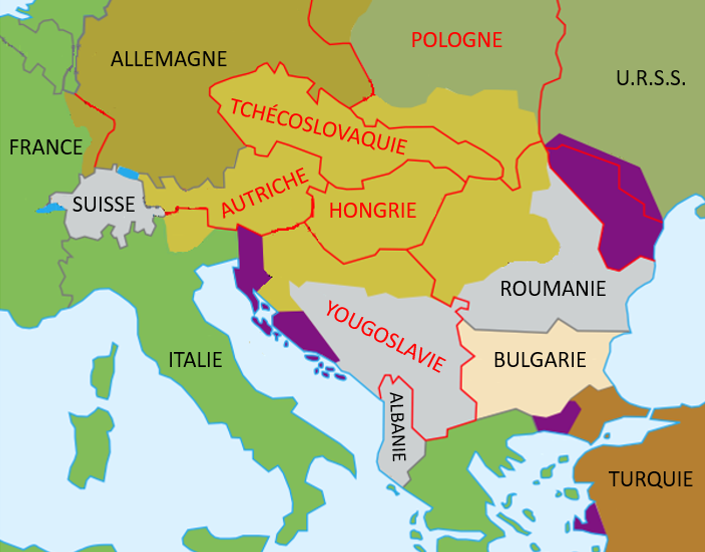 POLOGNE
ALLEMAGNE
U.R.S.S.
TCHÉCOSLOVAQUIE
FRANCE
AUTRICHE
SUISSE
HONGRIE
ROUMANIE
YOUGOSLAVIE
ITALIE
BULGARIE
ALBANIE
TURQUIE